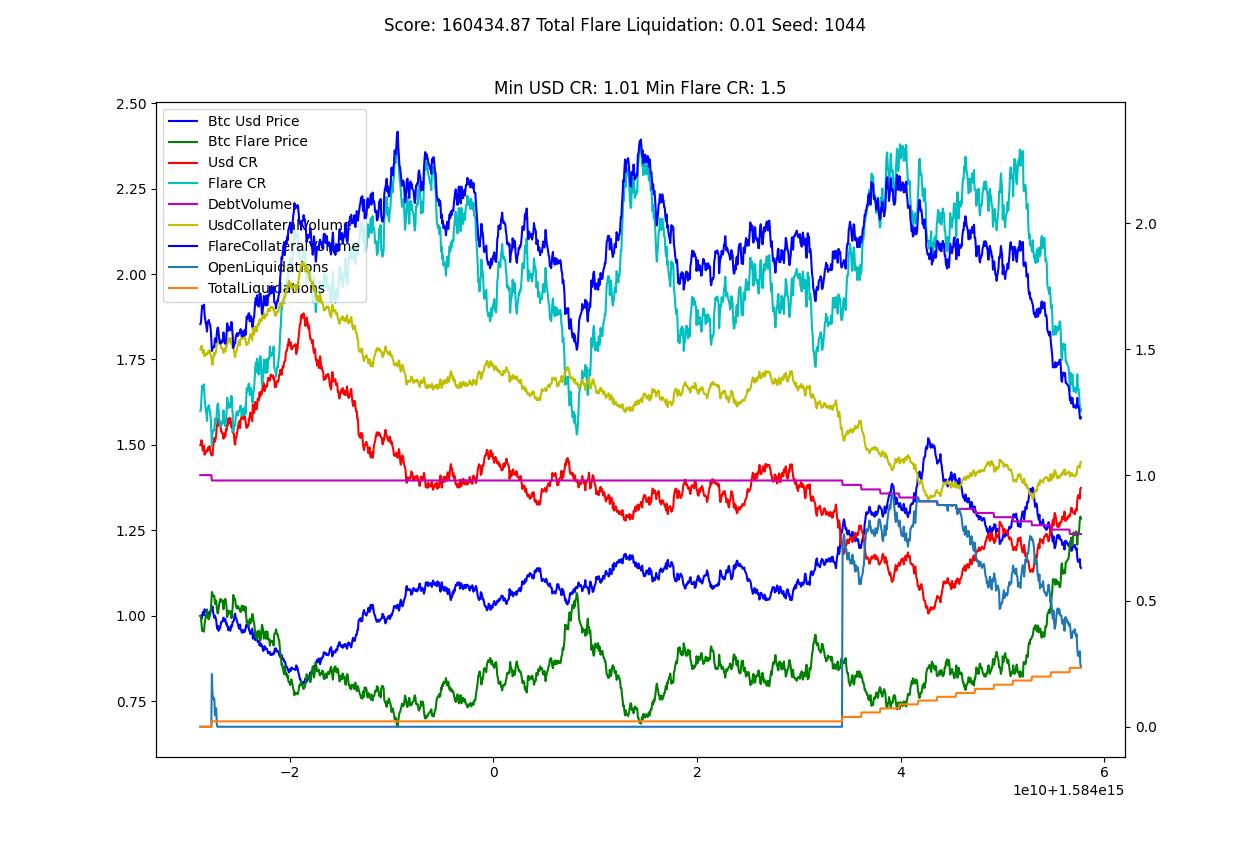 Score: 160434.87 Total Flare Liquidation: 0.01 Seed: 1044
Min USD CR: 1.01 Min Flare CR: 1.5
Btc Usd Price
Btc Flare Price
Usd CR
Flare CR
DebtVolume
UsdCollateralVolume
FlareCollateralVolume
OpenLiquidations
TotalLiquidations
2.50
2.25
2.00
1.75
1.50
1.25
1.00
0.75
2.0
1.5
1.0
0.5
0.0
−2
0
2
4
6
1e10+1.584e15